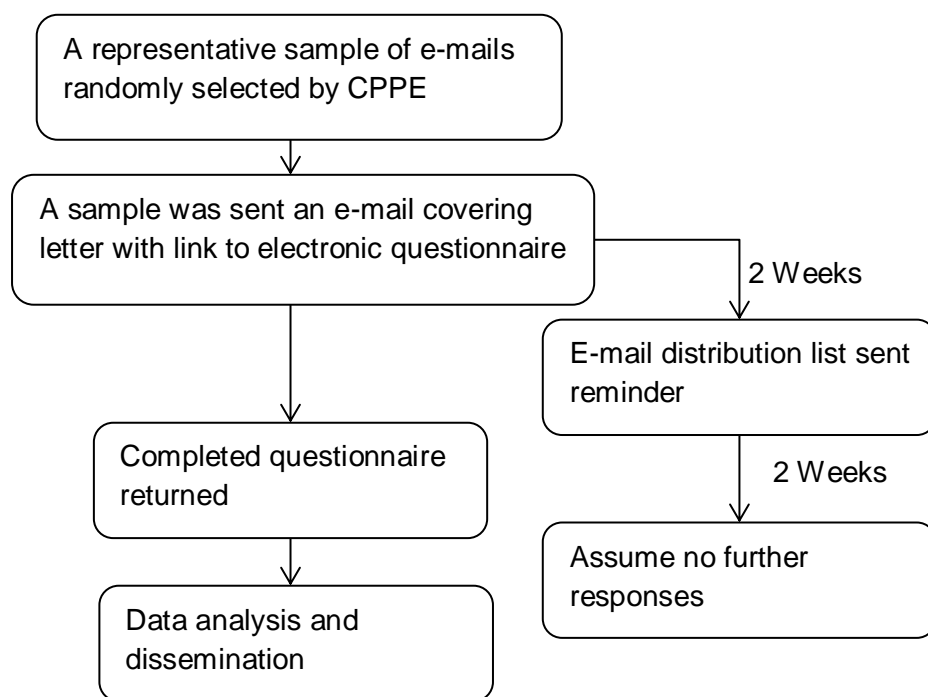 A representative sample of e-mails
randomly selected by CPPE
A sample was sent an e-mail covering
letter with link to electronic questionnaire
2 Weeks
E-mail distribution list sent
reminder
Completed questionnaire
returned
2 Weeks
Assume no further
responses
Data analysis and
dissemination